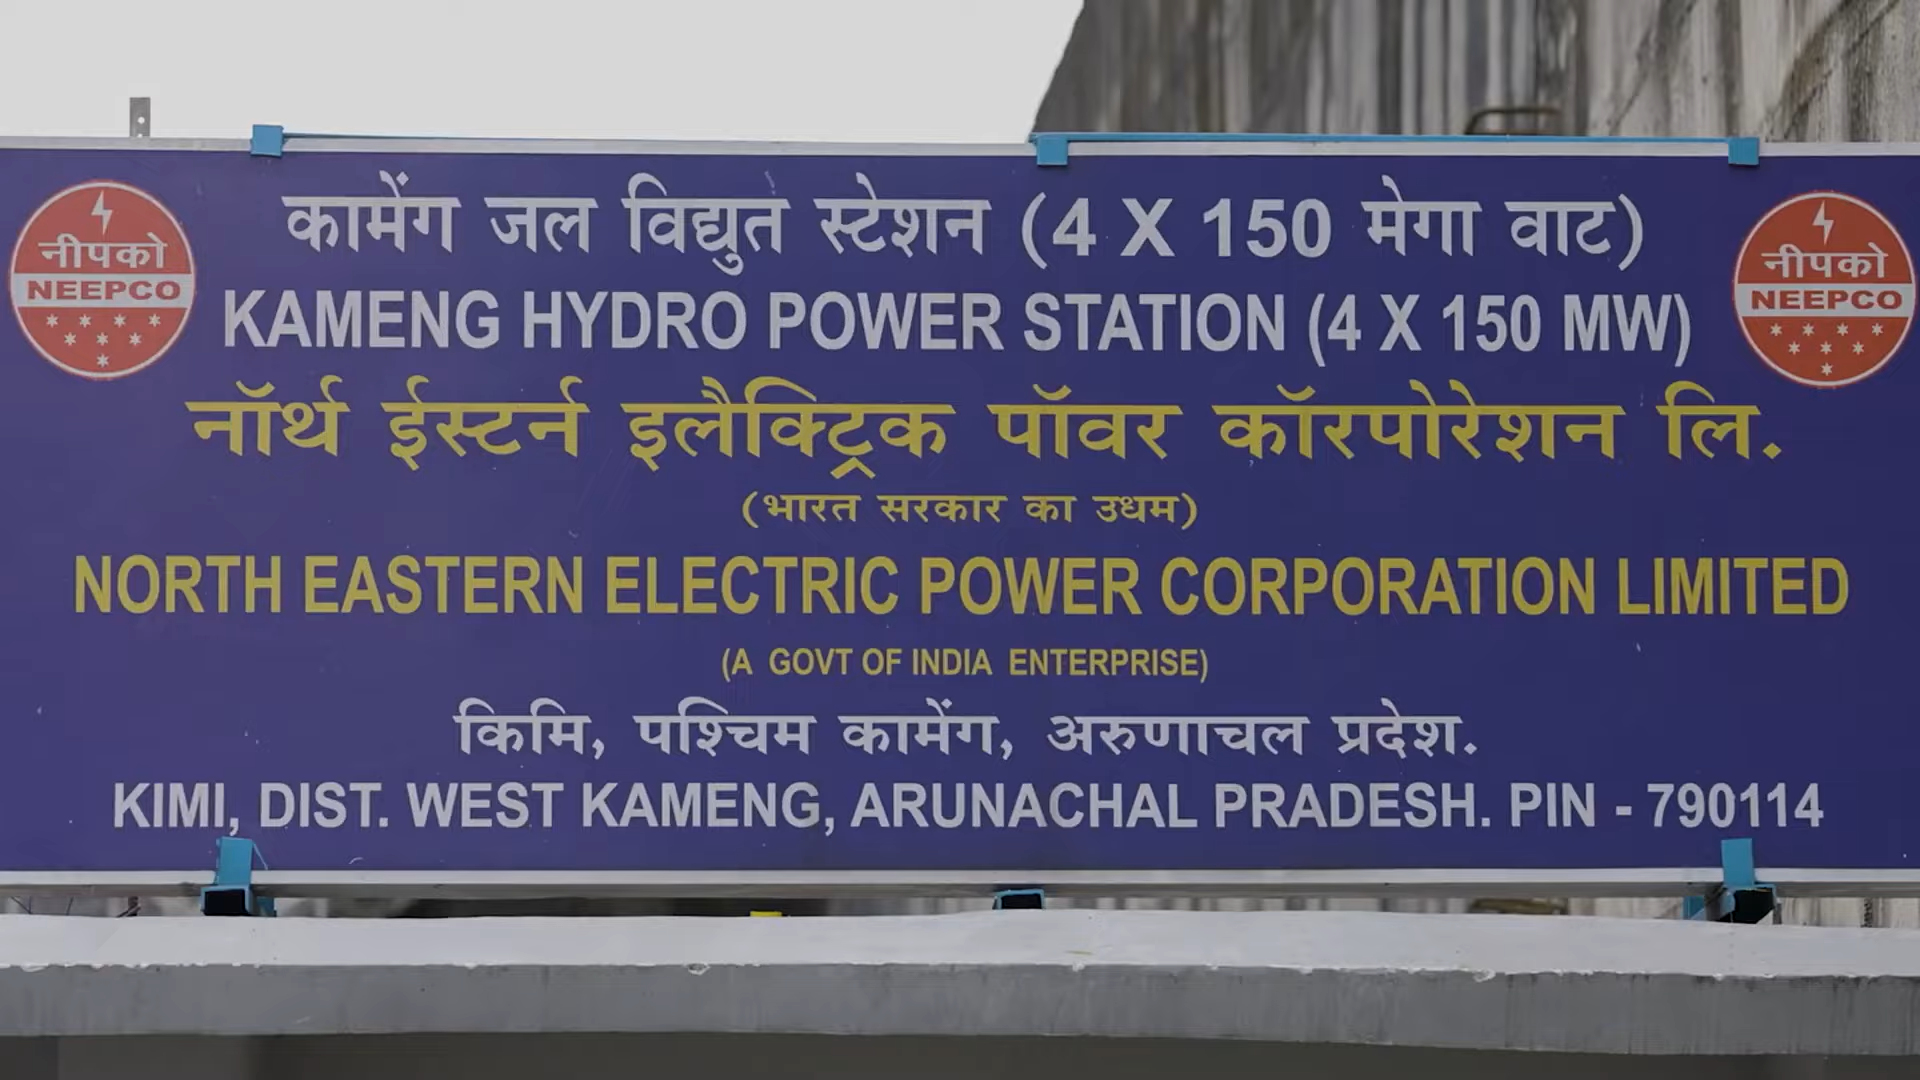 नीपको
NEEPCO
कामेंग जल विद्युत स्टेशन (4 X 150 मेगा वाट)
KAMENG HYDRO POWER STATION (4 X 150 MW)
नॉर्थ ईस्टर्न इलैक्ट्रिक पॉवर कॉरपोरेशन लि.
(भारत सरकार का उधम)
NORTH EASTERN ELECTRIC POWER CORPORATION LIMITED
(A GOVT OF INDIA ENTERPRISE)
किमि, पश्चिम कामेंग, अरुणाचल प्रदेश.
KIMI, DIST. WEST KAMENG, ARUNACHAL PRADESH. PIN - 790114
नीपको
NEEPCO